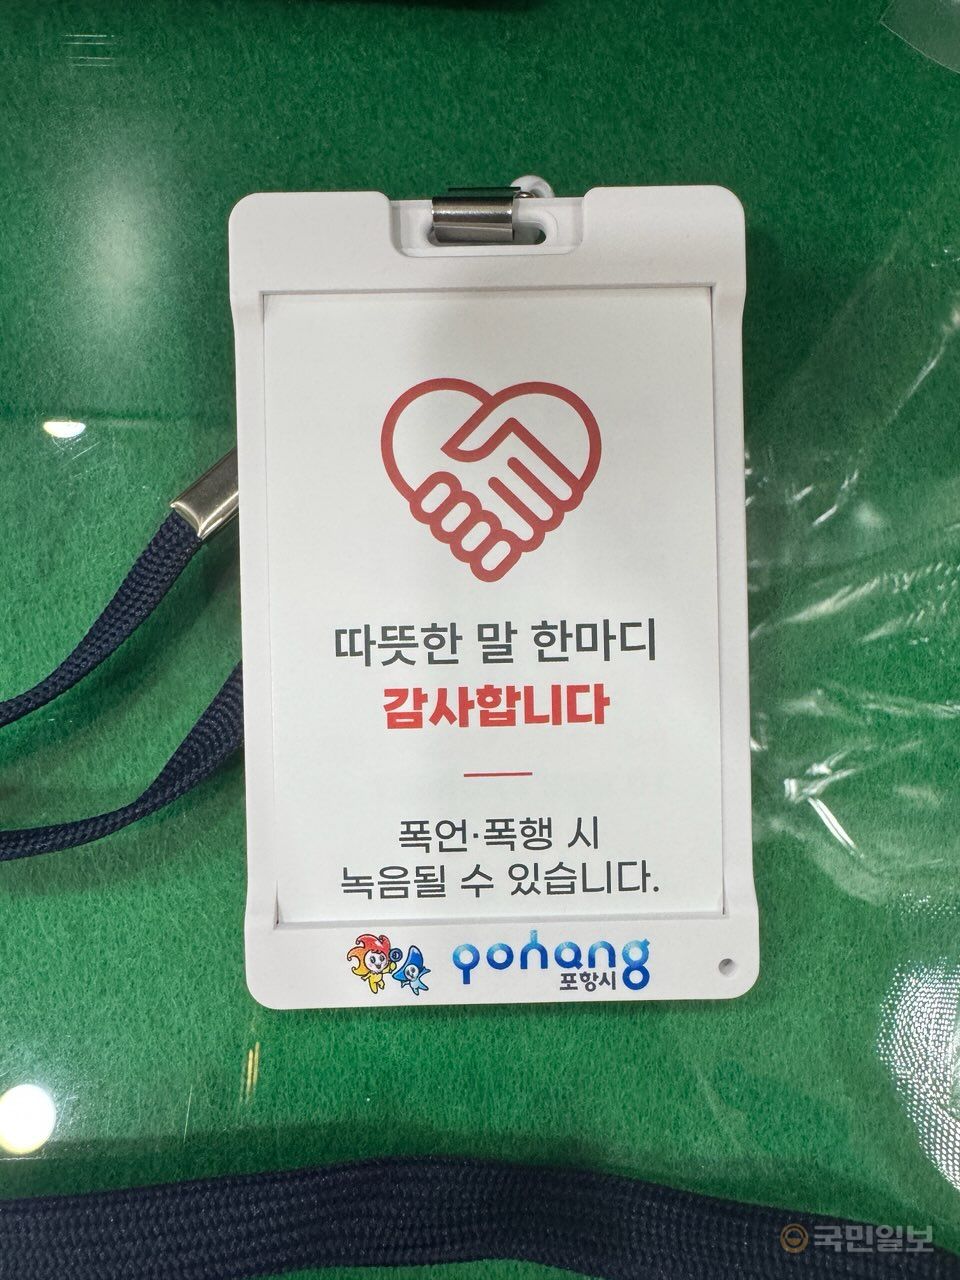 따뜻한 말 한마디
감사합니다
폭언·폭행 시
녹음될 수 있습니다.
pohang
포항시
국민일보